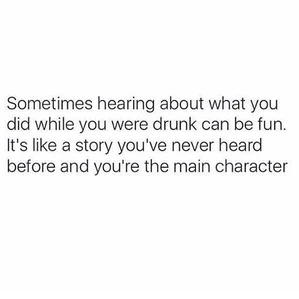 Sometimes hearing about what you
did while you were drunk can be fun.
It's like a story you've never heard
before and you're the main character